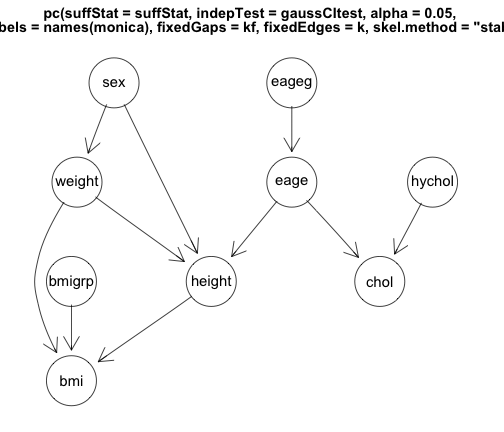 pc(suffStat = suffStat, indepTest = gaussCItest, alpha = 0.05,
bels = names(monica), fixedGaps = kf, fixedEdges = k, skel.method = "stal
sex
eageg
weight
eage
hychol
bmigrp
height
chol
bmi